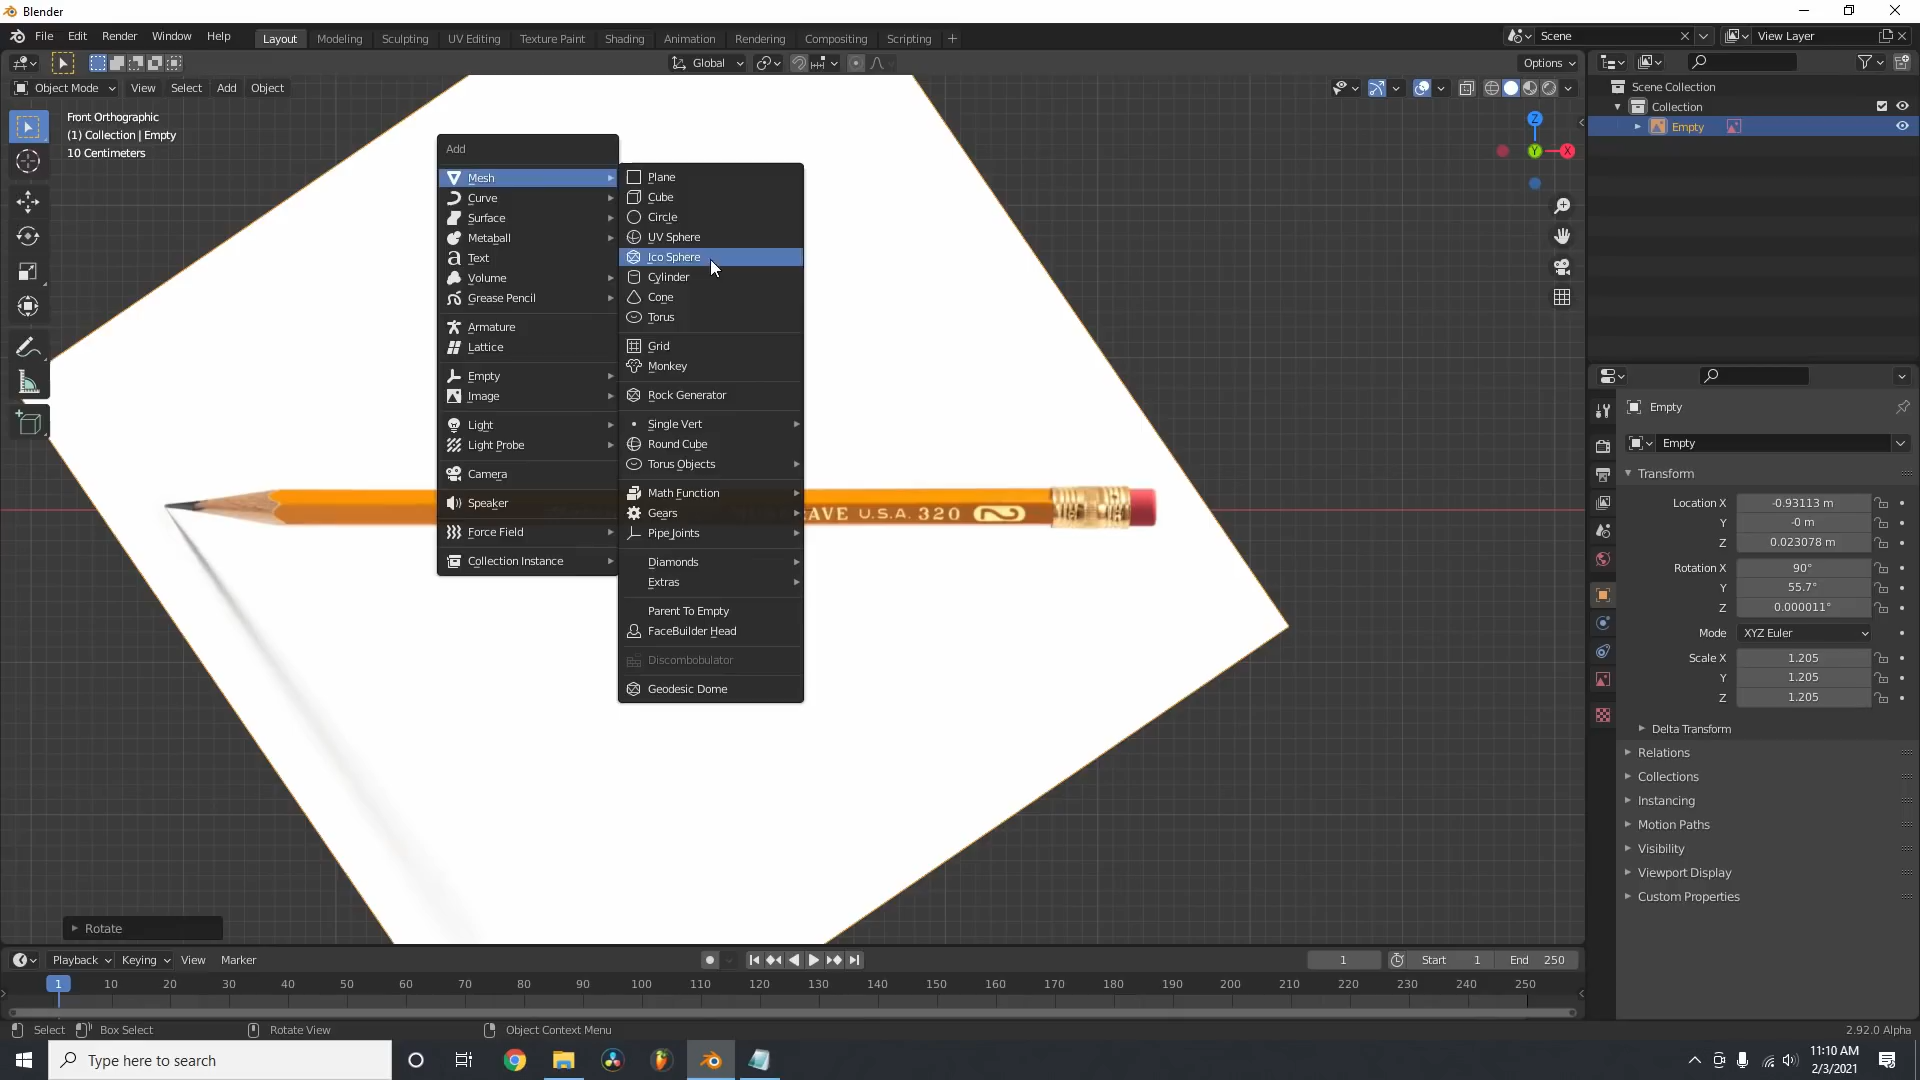 Blender
File Edit Render Window Help
Layout Modeling Sculpting UV Editing Texture Paint Shading Animation Rendering Compositing Scripting +
Scene
View Layer
Global
Options
Object Mode View Select Add Object
Front Orthographic
(1) Collection | Empty
10 Centimeters
Z
Y
X
Scene Collection
Collection
Empty
Add
Mesh
Curve
Surface
Metaball
Text
Volume
Grease Pencil
Armature
Lattice
Empty
Image
Light
Light Probe
Camera
Speaker
Force Field
Collection Instance
Plane
Cube
Circle
UV Sphere
Ico Sphere
Cylinder
Cone
Torus
Grid
Monkey
Rock Generator
Single Vert
Round Cube
Torus Objects
Math Function
Gears
Pipe Joints
Diamonds
Extras
Parent To Empty
FaceBuilder Head
Discombobulator
Geodesic Dome
AVE U.S.A. 320 2
Empty
Empty
Transform
Location X -0.93113 m
Y -0 m
Z 0.023078 m
Rotation X 90°
Y 55.7°
Z 0.000011°
Mode XYZ Euler
Scale X 1.205
Y 1.205
Z 1.205
Delta Transform
Relations
Collections
Instancing
Motion Paths
Visibility
Viewport Display
Custom Properties
Rotate
Playback Keying View Marker
1 Start 1 End 250
1 10 20 30 40 50 60 70 80 90 100 110 120 130 140 150 160 170 180 190 200 210 220 230 240 250
Select Box Select Rotate View Object Context Menu
2.92.0 Alpha
Type here to search
11:10 AM
2/3/2021